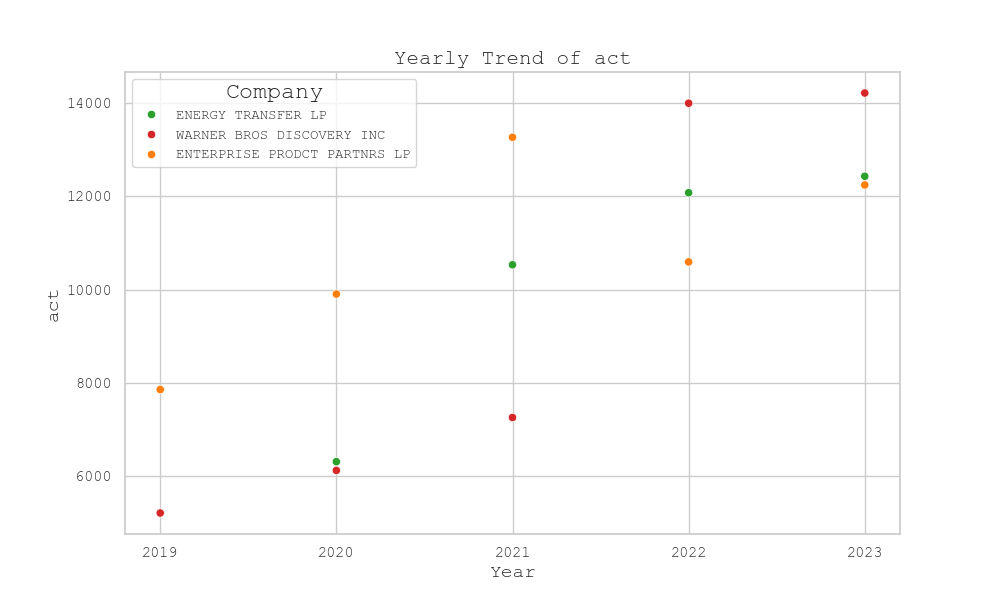 Yearly Trend of act
Company
ENERGY TRANSFER LP
WARNER BROS DISCOVERY INC
ENTERPRISE PRODCT PARTNRS LP
14000
12000
10000
8000
6000
act
2019 2020 2021 2022 2023
Year